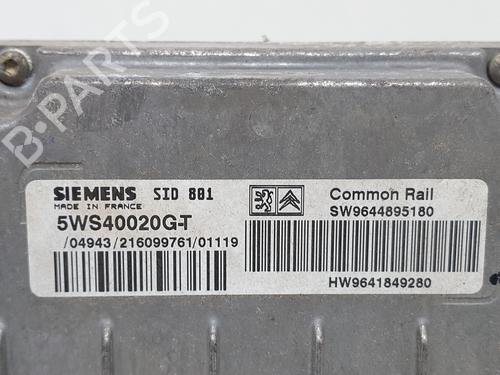 B-PARTS
SIEMENS SID 801
MADE IN FRANCE
5WS40020G-T
/04943/216099761/01119
Common Rail
SW9644895180
HW9641849280